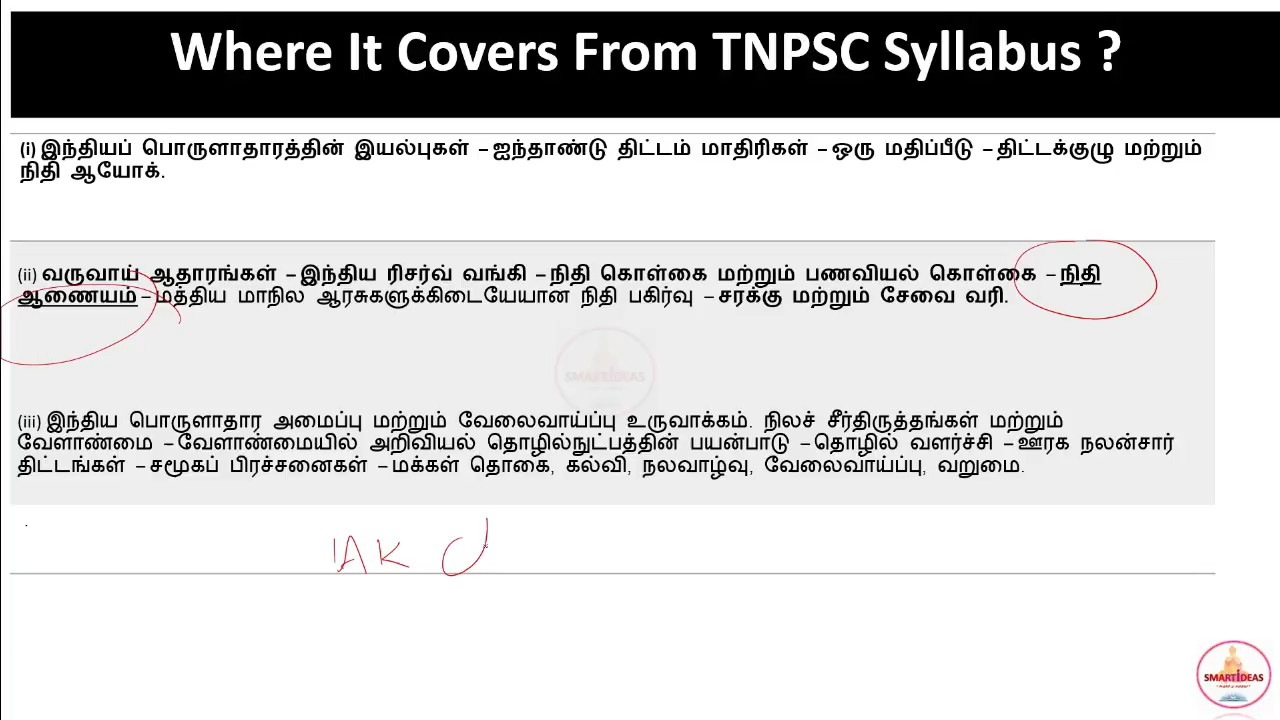 Where It Covers From TNPSC Syllabus ?
(i) இந்தியப் பொருளாதாரத்தின் இயல்புகள் – ஐந்தாண்டு திட்டம் மாதிரிகள் – ஒரு மதிப்பீடு – திட்டக்குழு மற்றும்
நிதி ஆயோக்.
(ii) வருவாய் ஆதாரங்கள் – இந்திய ரிசர்வ் வங்கி – நிதி கொள்கை மற்றும் பணவியல் கொள்கை – நிதி
ஆணையம் – மத்திய மாநில ஆரசுகளுக்கிடையேயான நிதி பகிர்வு – சரக்கு மற்றும் சேவை வரி.
SMARTIDEAS
(iii) இந்திய பொருளாதார அமைப்பு மற்றும் வேலைவாய்ப்பு உருவாக்கம். நிலச் சீர்திருத்தங்கள் மற்றும்
வேளாண்மை – வேளாண்மையில் அறிவியல் தொழில்நுட்பத்தின் பயன்பாடு – தொழில் வளர்ச்சி – ஊரக நலன்சார்
திட்டங்கள் – சமூகப் பிரச்சனைகள் – மக்கள் தொகை, கல்வி, நலவாழ்வு, வேலைவாய்ப்பு, வறுமை.
SMARTIDEAS